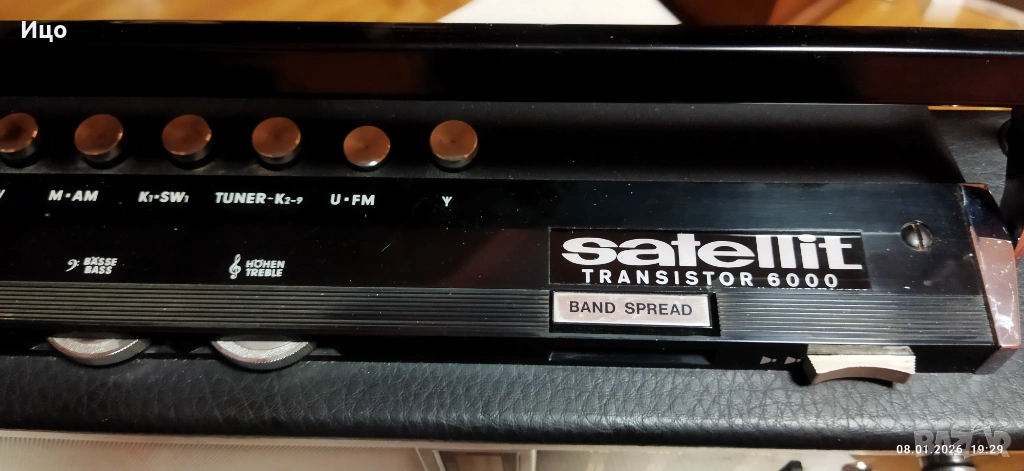 Ицо
M·AM K1·SW1 TUNER-K2-9 U·FM
BÄSSE
BASS
HÖHEN
TREBLE
satellit
TRANSISTOR 6000
BAND SPREAD
BAZAR
08.01.2026 19:29